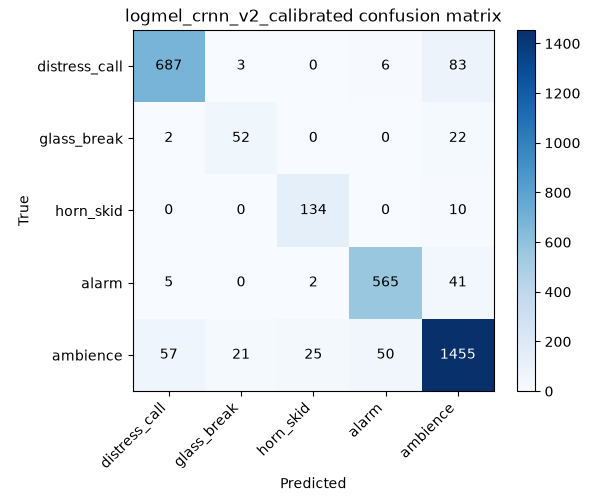 logmel_crnn_v2_calibrated confusion matrix
distress_call 687 3 0 6 83
glass_break 2 52 0 0 22
horn_skid 0 0 134 0 10
alarm 5 0 2 565 41
ambience 57 21 25 50 1455
distress_call glass_break horn_skid alarm ambience
Predicted
True
1400
1200
1000
800
600
400
200
0